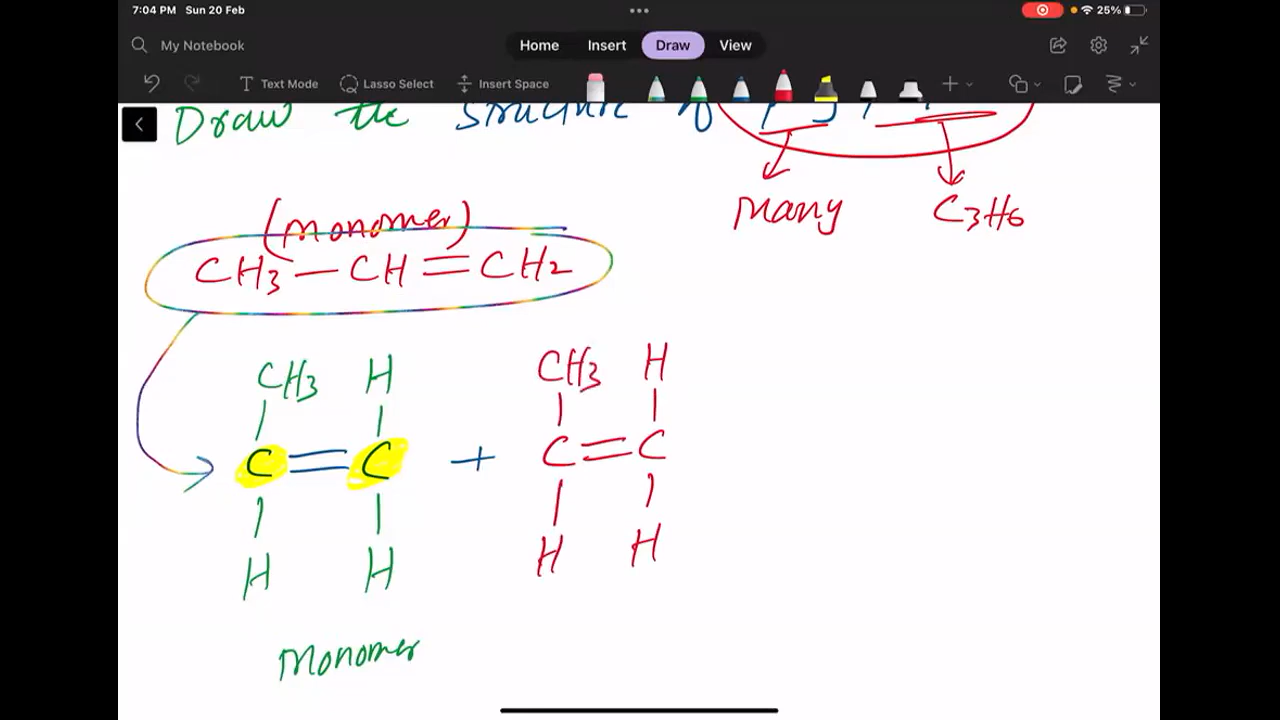 7:04 PM Sun 20 Feb 25%
My Notebook Home Insert Draw View
Text Mode Lasso Select Insert Space
Draw the structure of
many C3H6
(monomer)
CH3 — CH = CH2
CH3 H CH3 H
C = C + C = C
H H H H
Monomer